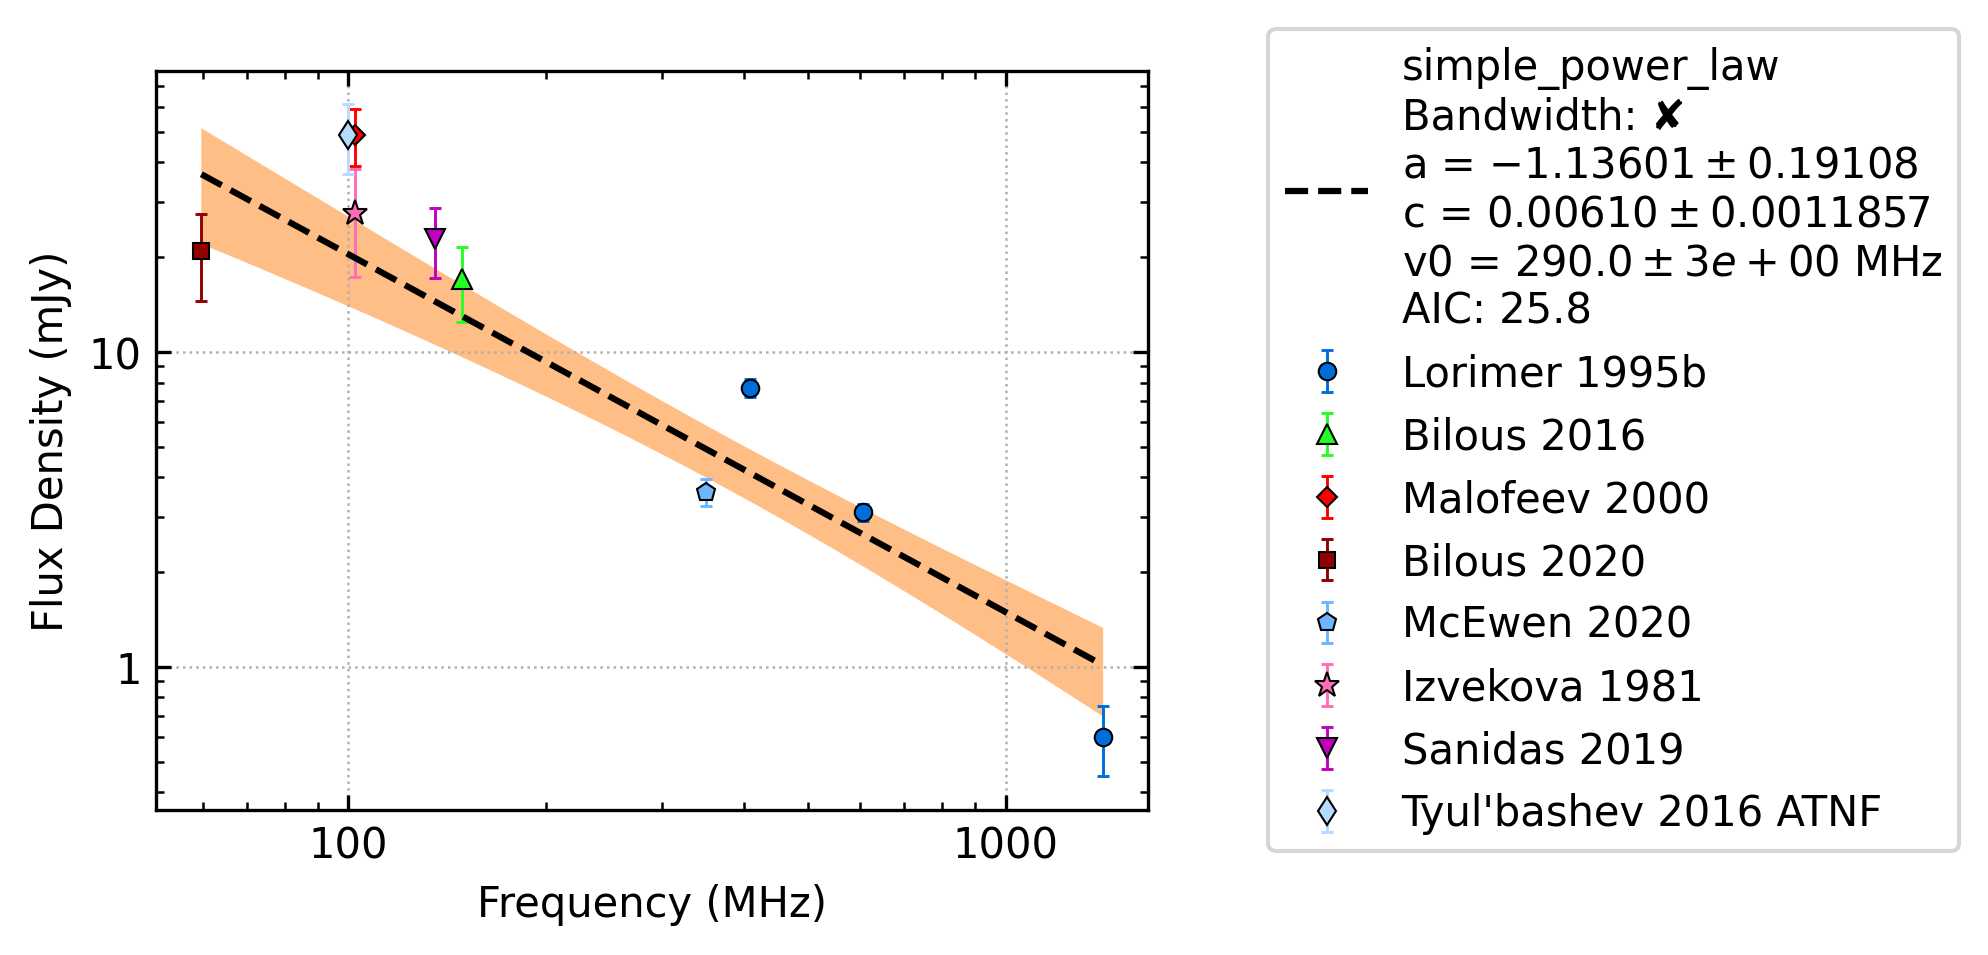 Flux Density (mJy)
10
1
100
1000
Frequency (MHz)
simple_power_law
Bandwidth: ✘
a = −1.13601 ± 0.19108
c = 0.00610 ± 0.0011857
v0 = 290.0 ± 3e + 00 MHz
AIC: 25.8
Lorimer 1995b
Bilous 2016
Malofeev 2000
Bilous 2020
McEwen 2020
Izvekova 1981
Sanidas 2019
Tyul'bashev 2016 ATNF